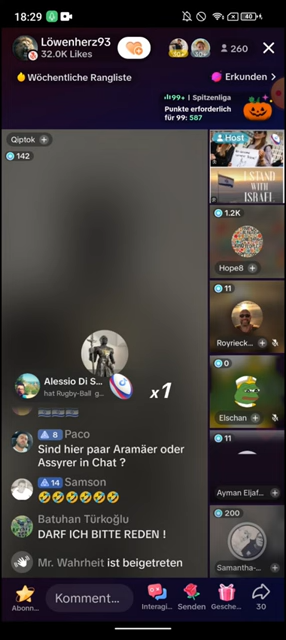 18:29
40
Löwenherz93
32.0K Likes
260
Wöchentliche Rangliste
Erkunden >
99+ | Spitzenliga
Punkte erforderlich
für 99: 587
Qiptok +
142
Host
I STAND
WITH
ISRAEL
1.2K
Hope8 +
11
Royrieck... +
0
Elschan +
11
Ayman Eljaf...
200
Samantha-... +
Alessio Di S...
hat Rugby-Ball g...
x1
8 Paco
Sind hier paar Aramäer oder
Assyrer in Chat ?
14 Samson
🤣🤣🤣🤣🤣🤣
Batuhan Türkoğlu
DARF ICH BITTE REDEN !
Mr. Wahrheit ist beigetreten
Abonn...
Komment...
Interagi...
Senden
Gesche...
30